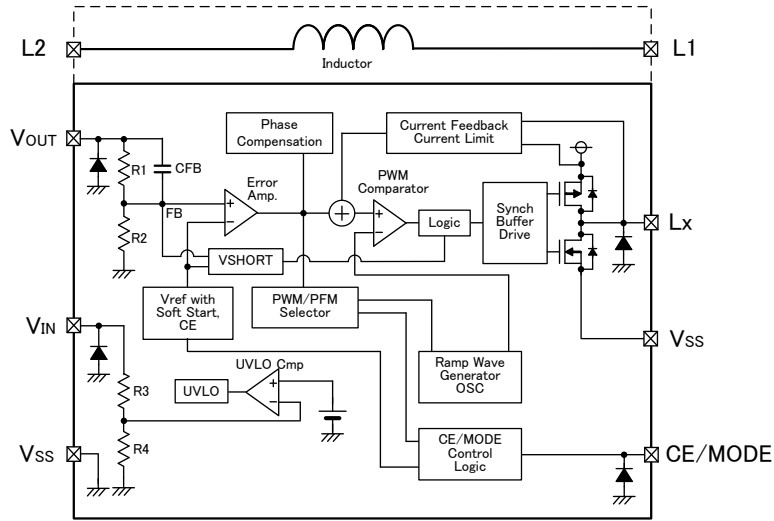 L2
L1
Inductor
VOUT
R1
CFB
FB
R2
Phase
Compensation
Error
Amp.
+
−
VSHORT
Vref with
Soft Start,
CE
Current Feedback
Current Limit
PWM
Comparator
+
+
−
Logic
Synch
Buffer
Drive
Lx
PWM/PFM
Selector
VIN
R3
R4
UVLO Cmp
UVLO
+
−
Ramp Wave
Generator
OSC
VSS
VSS
CE/MODE
Control
Logic
CE/MODE